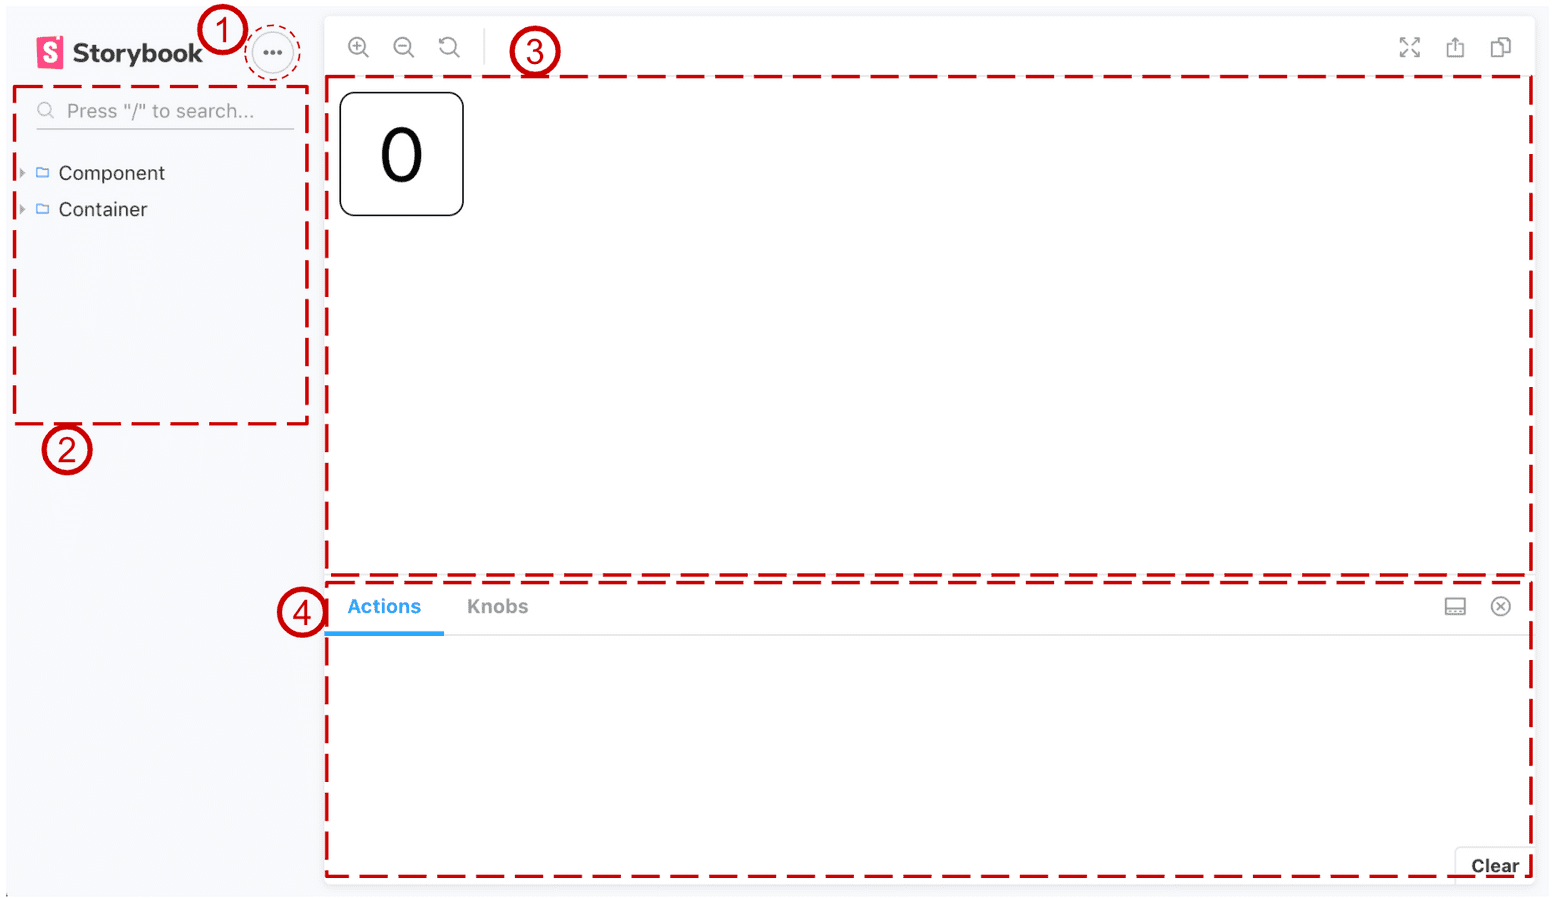 1
S Storybook
3
Press "/" to search...
Component
Container
0
2
4
Actions Knobs
Clear